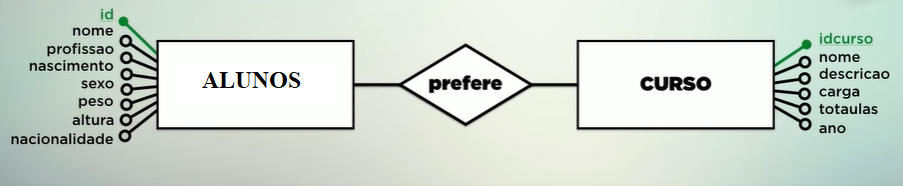 id
nome
profissao
nascimento
sexo
peso
altura
nacionalidade
ALUNOS
prefere
CURSO
idcurso
nome
descricao
carga
totaulas
ano